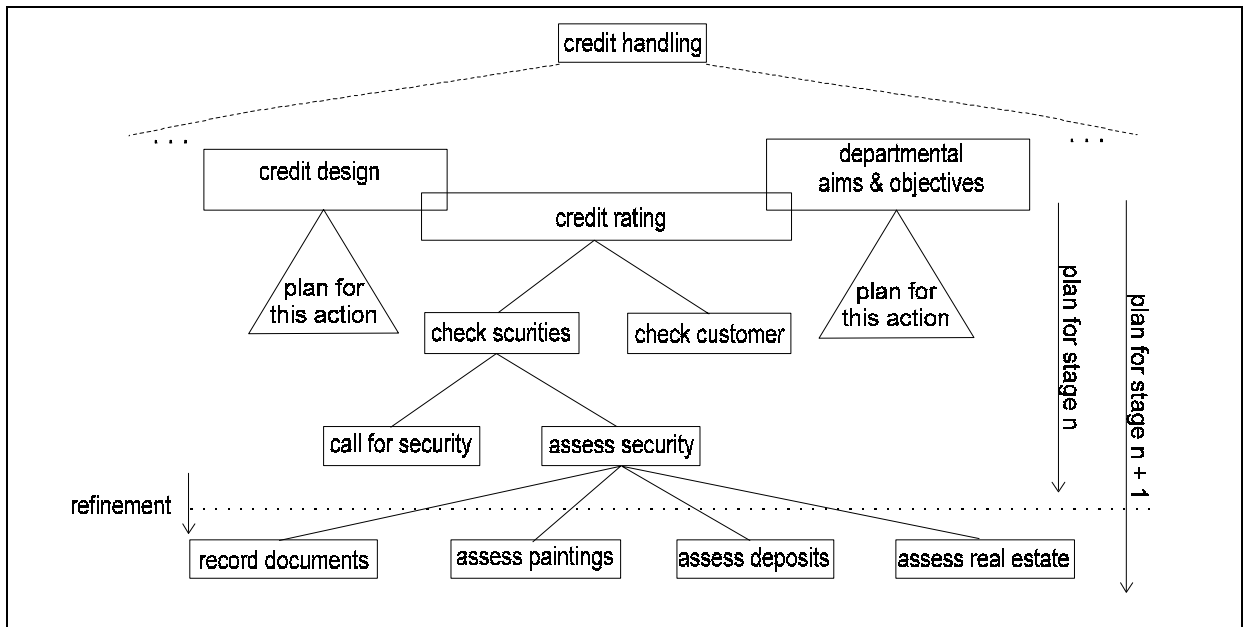 credit handling
. . .
. . .
credit design
departmental
aims & objectives
credit rating
plan for
this action
plan for
this action
check scurities
check customer
plan for stage n
plan for stage n + 1
call for security
assess security
refinement
record documents
assess paintings
assess deposits
assess real estate